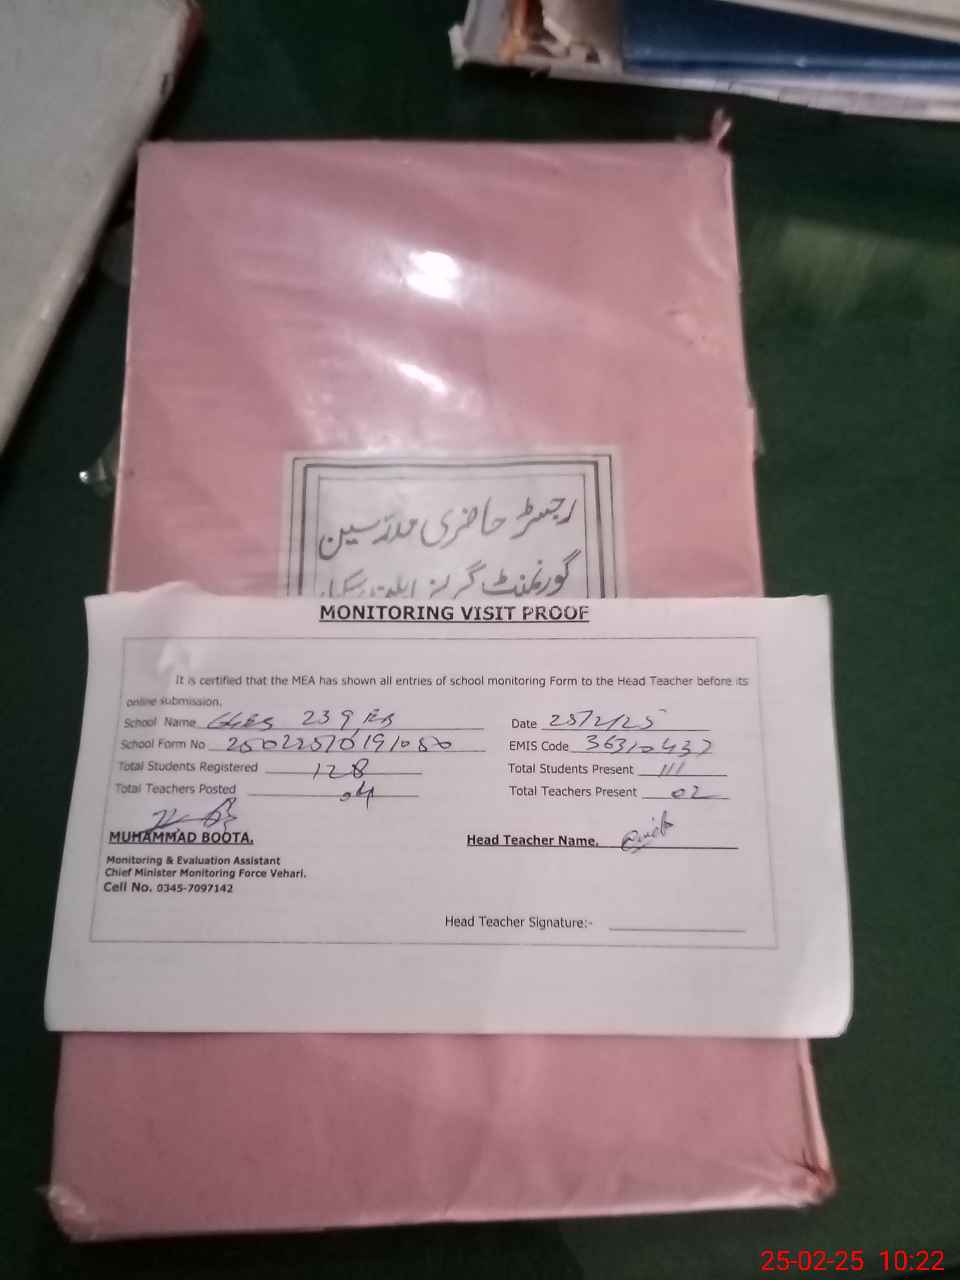 رجسٹر حاضری مدرسین
گورنمنٹ گرلز
MONITORING VISIT PROOF
It is certified that the MEA has shown all entries of school monitoring Form to the Head Teacher before its
online submission.
School Name GGES 239, EB Date 25/2/25
School Form No EMIS Code 36310437
Total Students Registered 128 Total Students Present 111
Total Teachers Posted 04 Total Teachers Present 02
MUHAMMAD BOOTA.
Head Teacher Name.
Monitoring & Evaluation Assistant
Chief Minister Monitoring Force Vehari.
Cell No. 0345-7097142
Head Teacher Signature:-
25-02-25 10:22